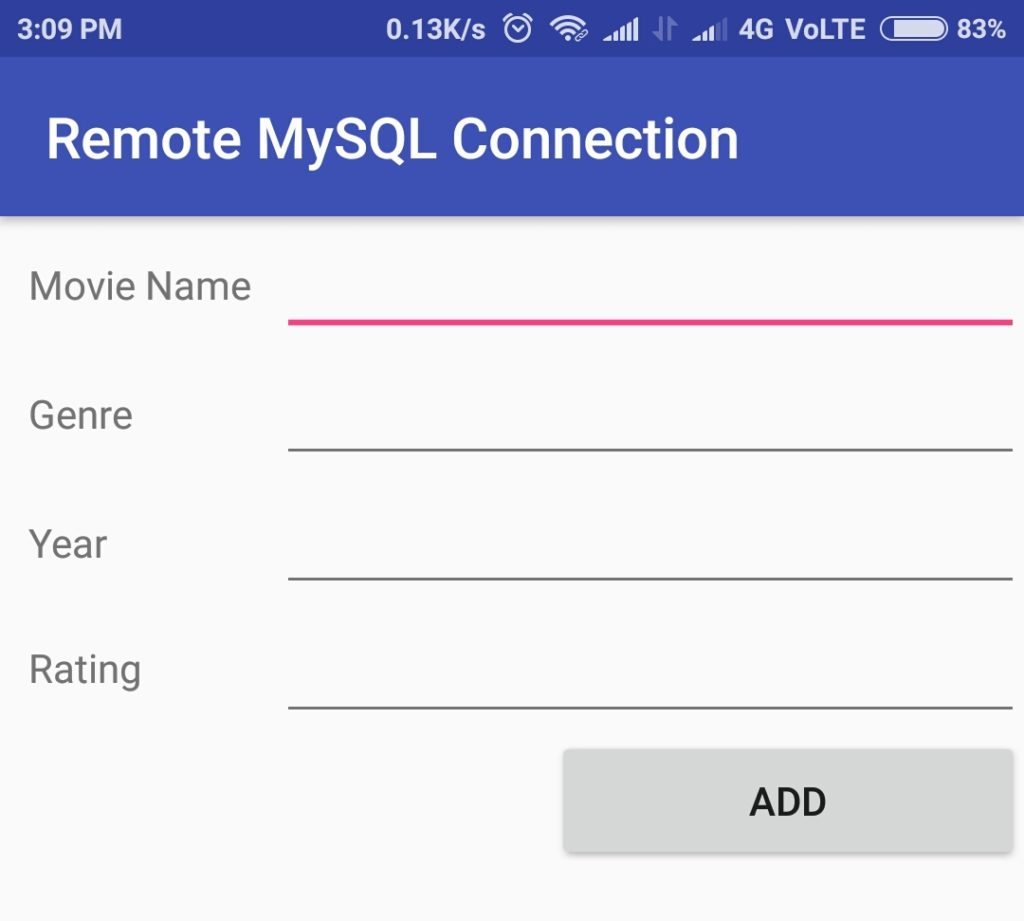 3:09 PM 0.13K/s 4G VoLTE 83%
Remote MySQL Connection
Movie Name
Genre
Year
Rating
ADD